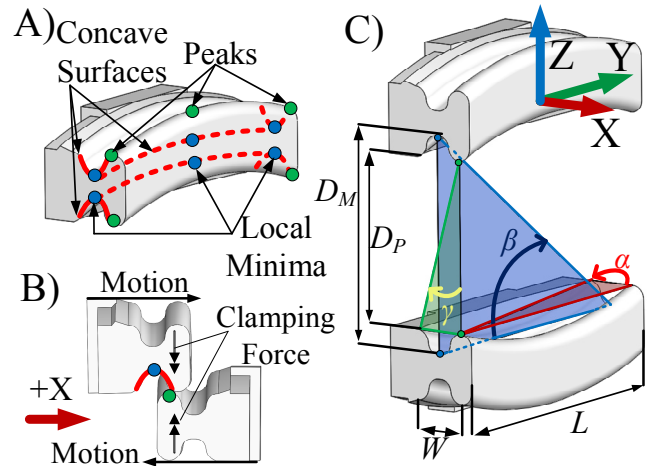 A)
Concave
Surfaces
Peaks
Local
Minima
B)
Motion
Clamping
Force
+X
Motion
C)
Z
Y
X
D_M
D_P
β
α
γ
W
L